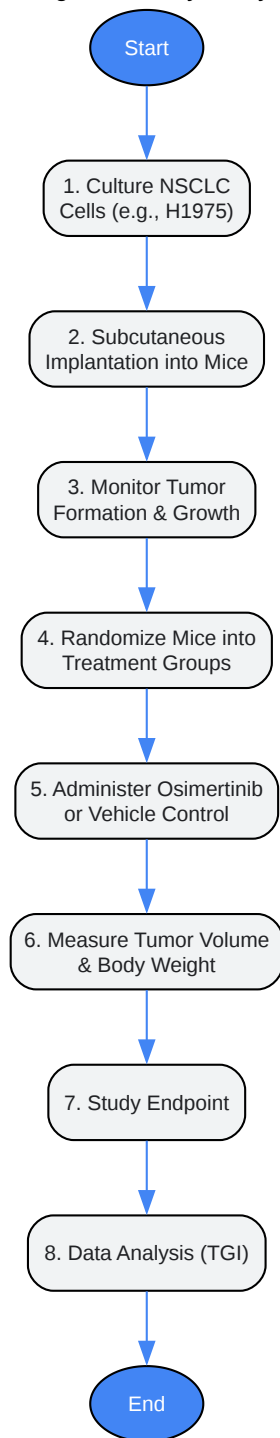 Start
1. Culture NSCLC
Cells (e.g., H1975)
2. Subcutaneous
Implantation into Mice
3. Monitor Tumor
Formation & Growth
4. Randomize Mice into
Treatment Groups
5. Administer Osimertinib
or Vehicle Control
6. Measure Tumor Volume
& Body Weight
7. Study Endpoint
8. Data Analysis (TGI)
End